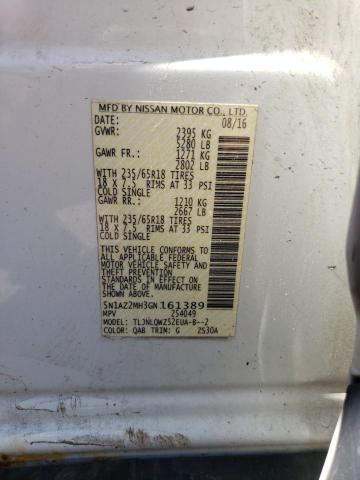 MFD BY NISSAN MOTOR CO., LTD.
DATE: 08/16
GVWR: 2395 KG
5280 LB
GAWR FR.: 1271 KG
2802 LB
WITH 235/65R18 TIRES
18 X 7.5 RIMS AT 33 PSI
COLD SINGLE
GAWR RR.: 1210 KG
2667 LB
WITH 235/65R18 TIRES
18 X 7.5 RIMS AT 33 PSI
COLD SINGLE
THIS VEHICLE CONFORMS TO
ALL APPLICABLE FEDERAL
MOTOR VEHICLE SAFETY
STANDARDS IN EFFECT ON
THE DATE OF MANUFACTURE
SHOWN ABOVE.
5N1AZ2MH3GN161389
MPV 254049
MODEL: TLJNLQWZ52EUA-B--2
COLOR: QAB TRIM: G 2S30A